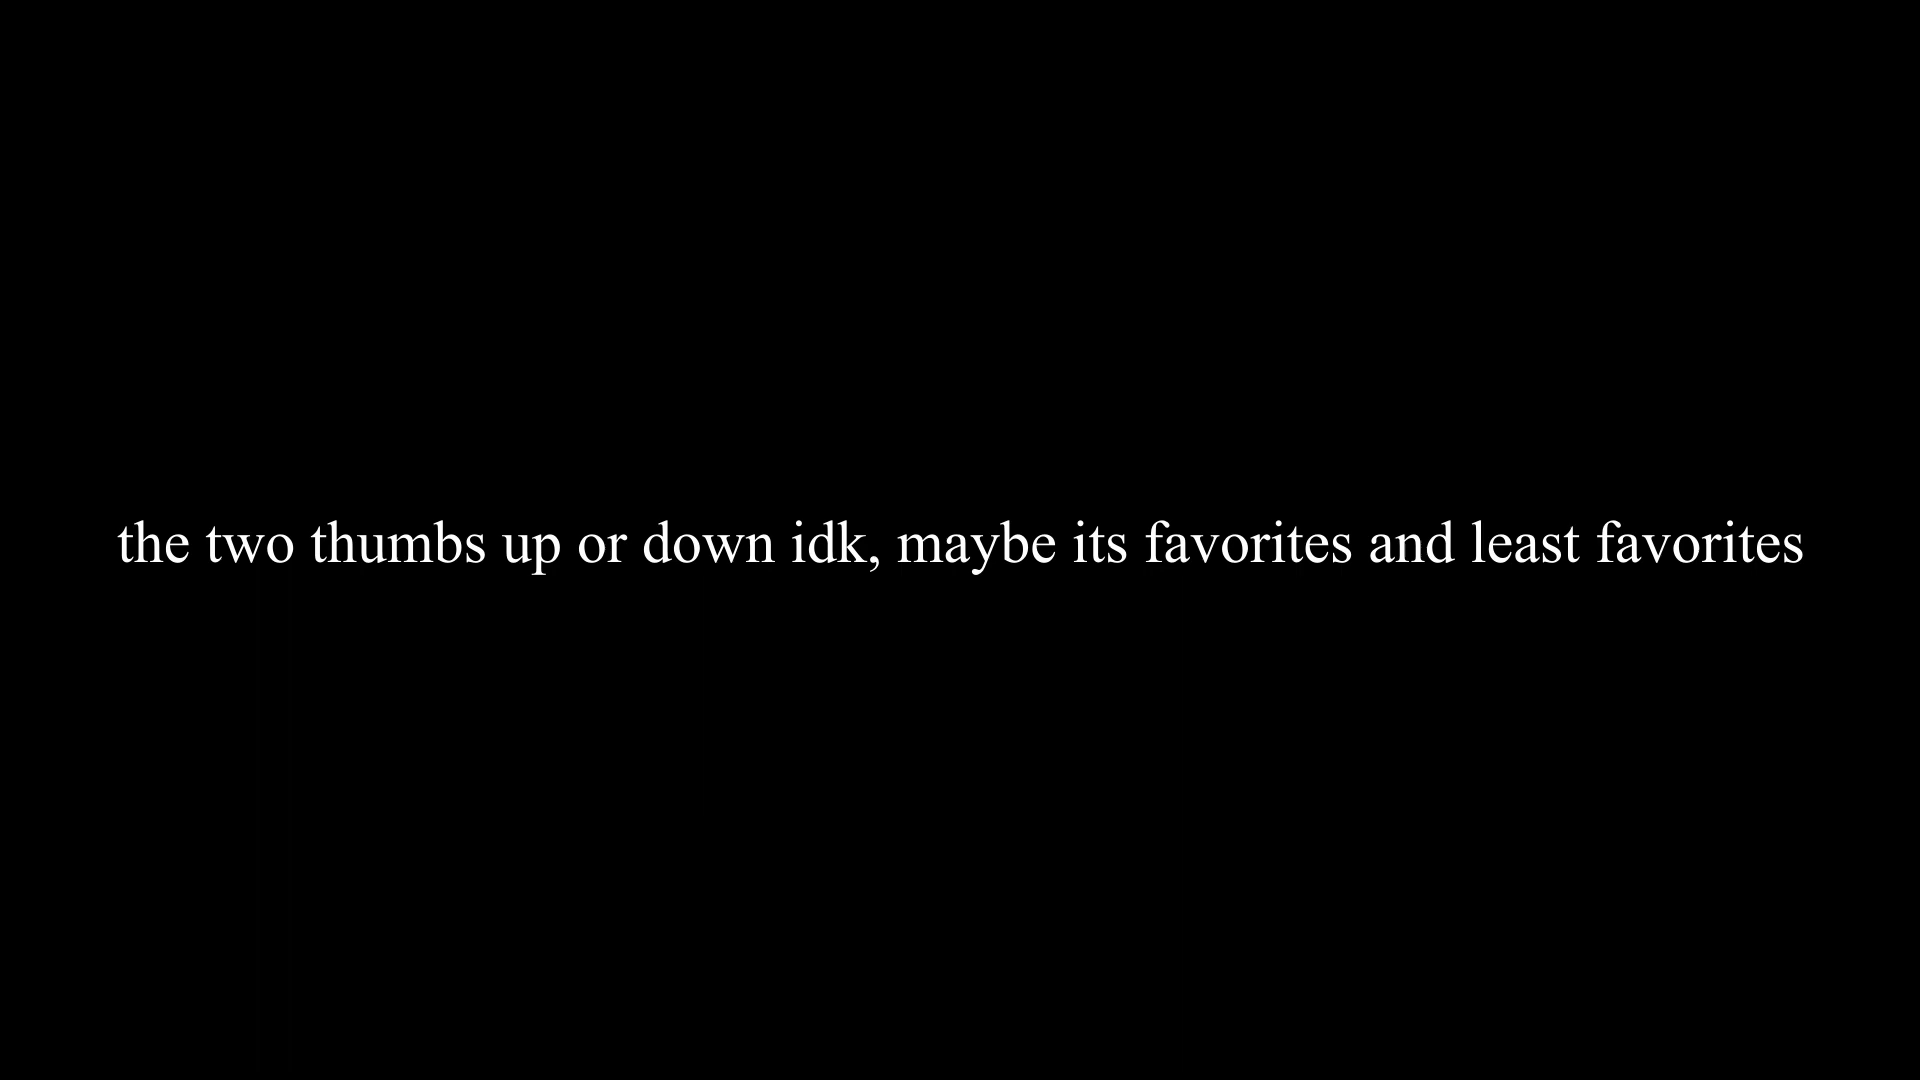 the two thumbs up or down idk, maybe its favorites and least favorites